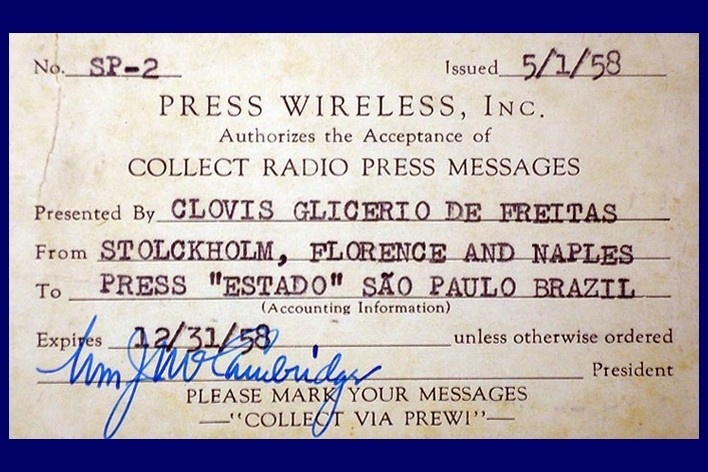 No. SP-2 Issued 5/1/58
PRESS WIRELESS, INC.
Authorizes the Acceptance of
COLLECT RADIO PRESS MESSAGES
Presented By CLOVIS GLICERIO DE FREITAS
From STOLCKHOLM, FLORENCE AND NAPLES
To PRESS "ESTADO" SÃO PAULO BRAZIL
(Accounting Information)
Expires 12/31/58 unless otherwise ordered
Wm J McCambridge President
PLEASE MARK YOUR MESSAGES
—"COLLECT VIA PREWI"—